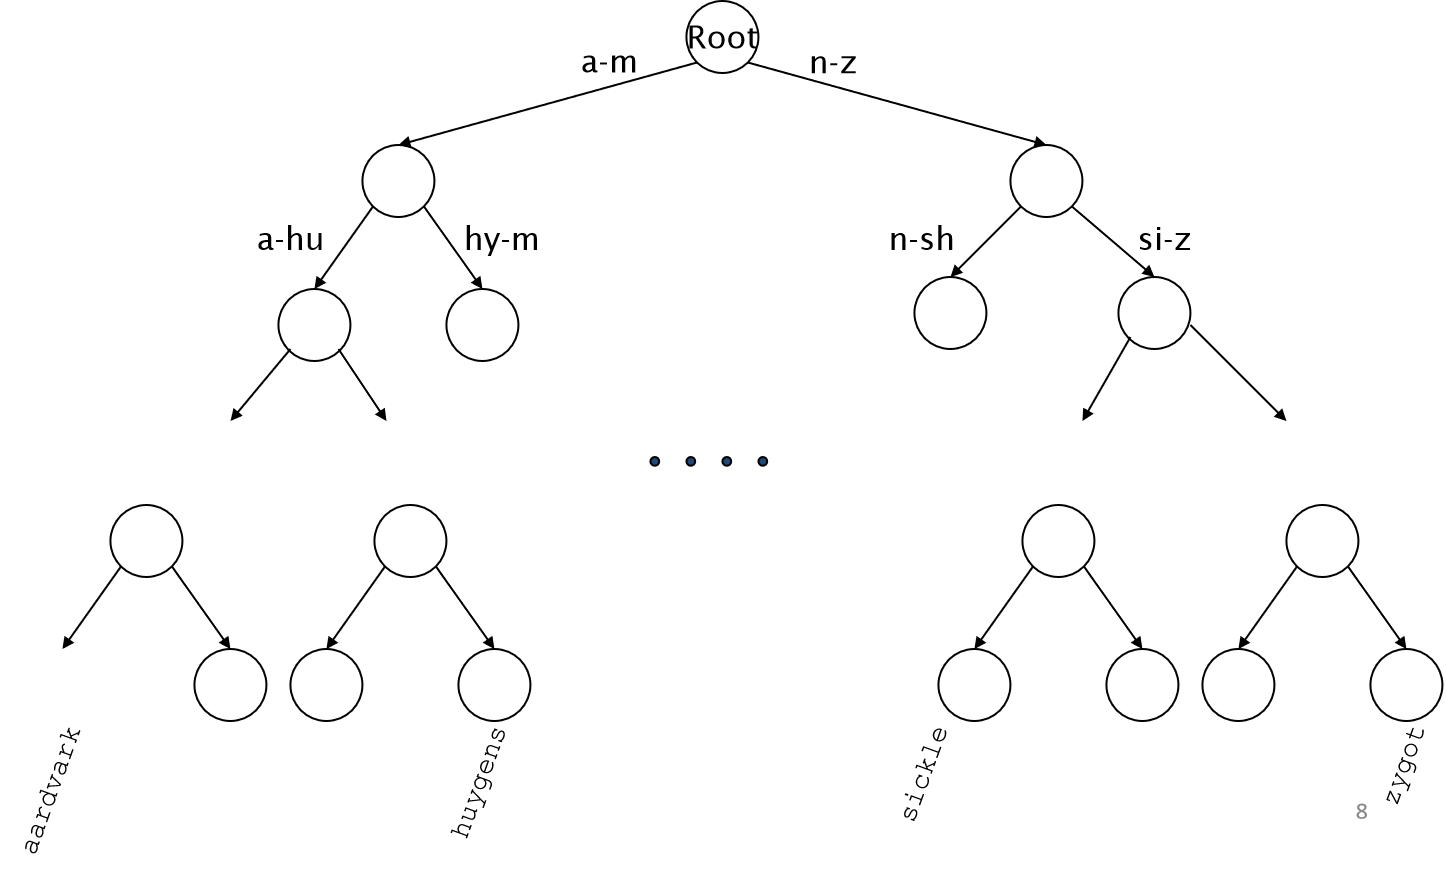 Root
a-m
n-z
a-hu
hy-m
n-sh
si-z
aardvark
huygens
sickle
zygot
8